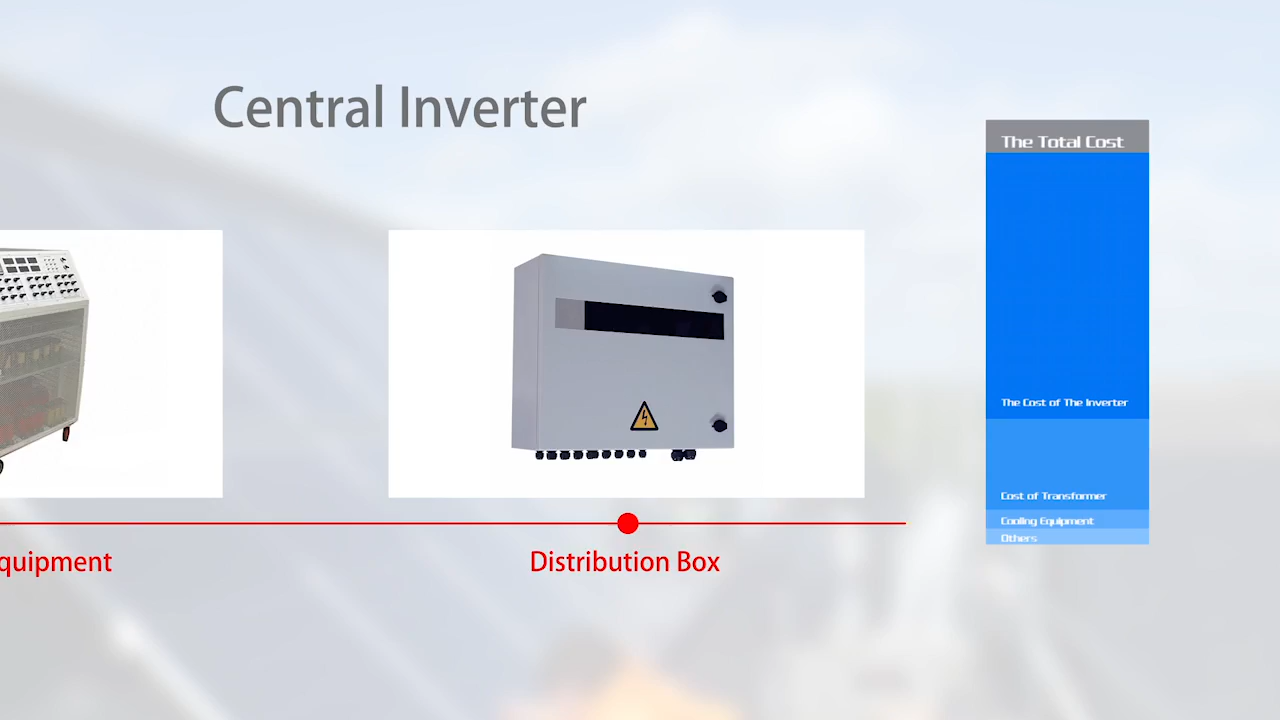 Central Inverter
The Total Cost
The Cost of The Inverter
Cost of Transformer
Cooling Equipment
Others
quipment
Distribution Box